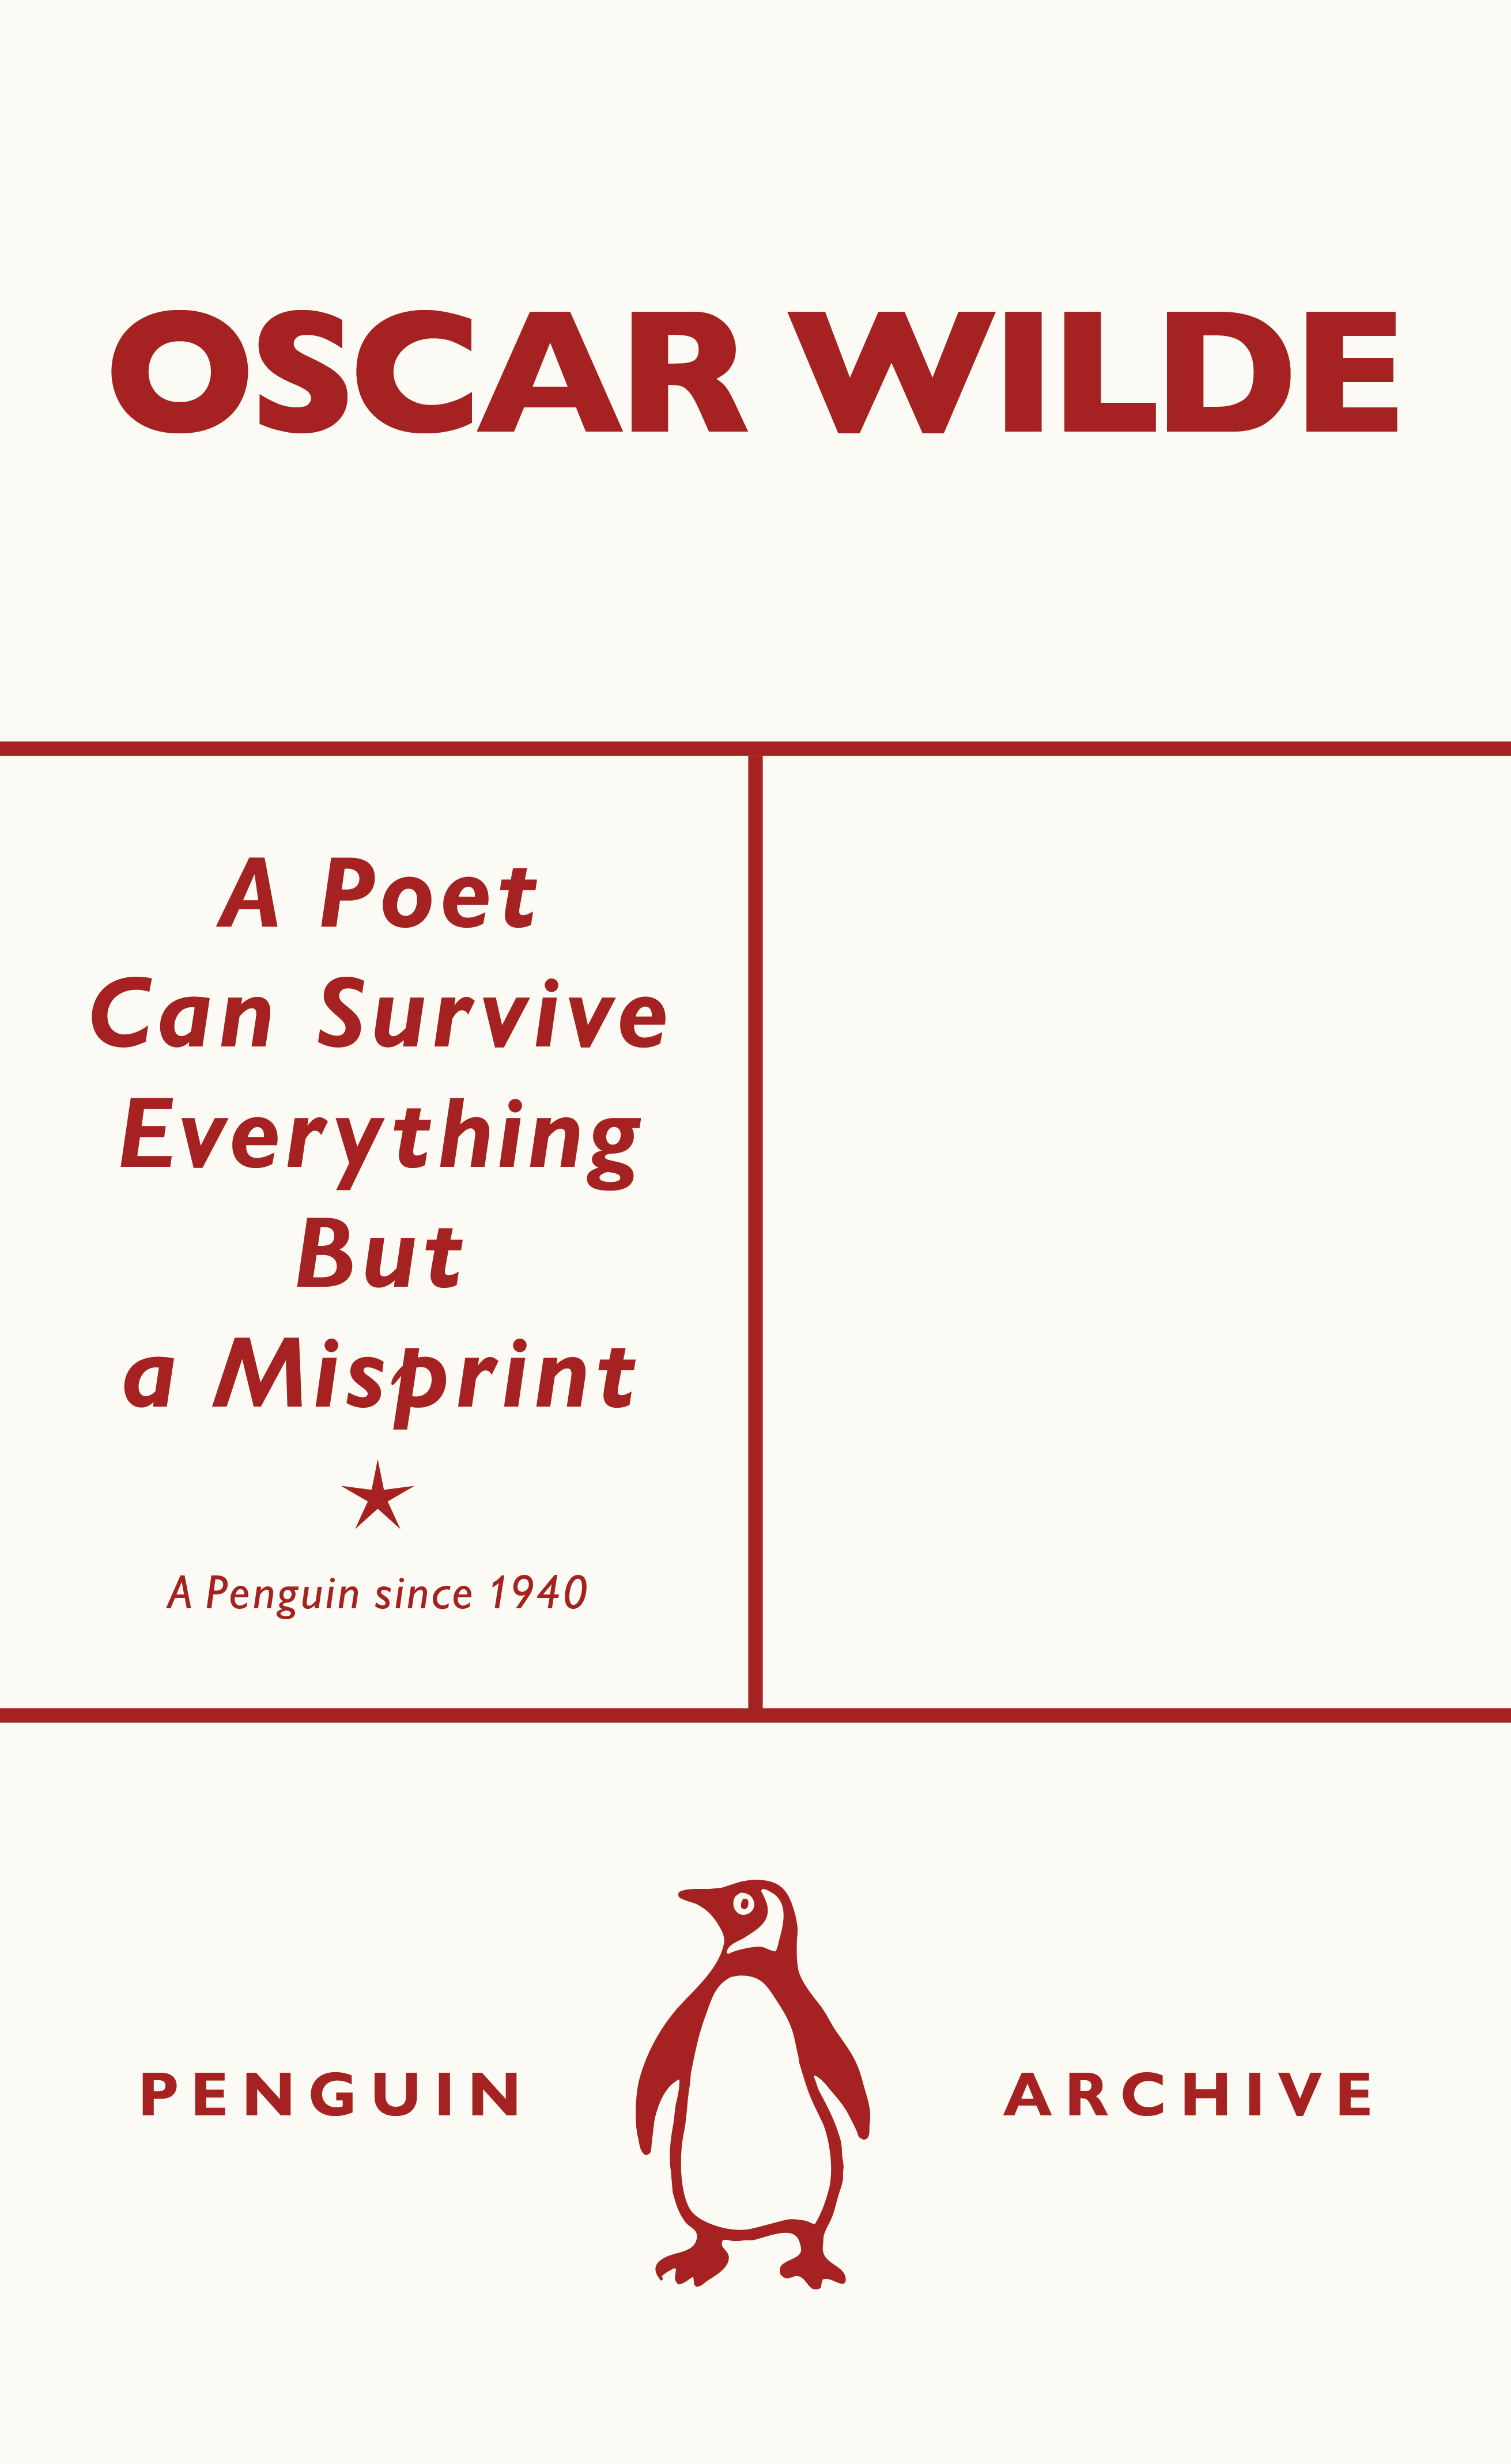 OSCAR WILDE
A Poet
Can Survive
Everything
But
a Misprint
A Penguin since 1940
PENGUIN ARCHIVE